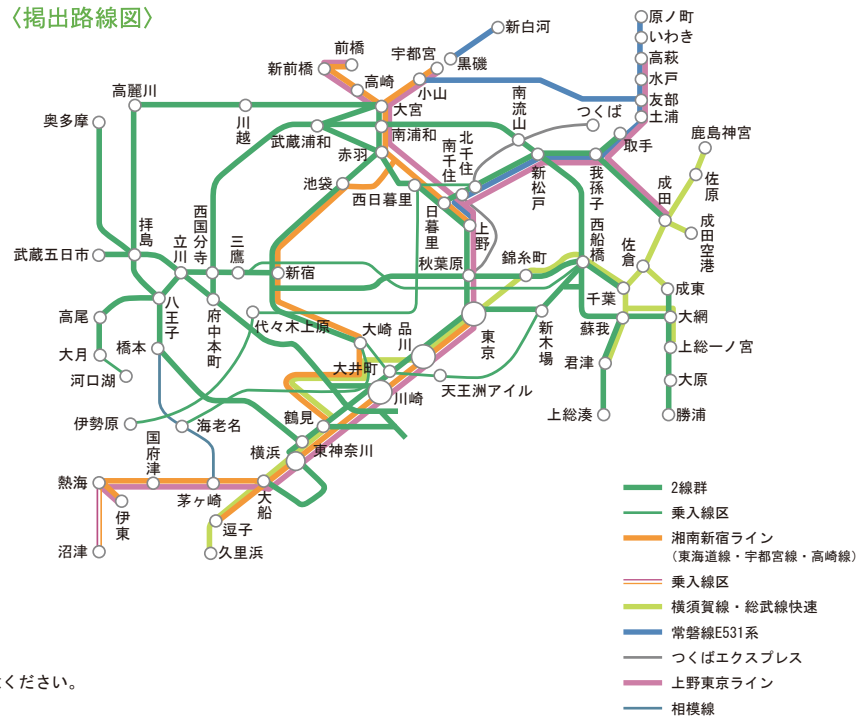 〈掲出路線図〉
原ノ町
いわき
高萩
水戸
友部
土浦
取手
新白河
黒磯
宇都宮
小山
前橋
新前橋
高崎
大宮
南浦和
赤羽
武蔵浦和
川越
高麗川
奥多摩
南流山
つくば
北千住
南千住
新松戸
我孫子
鹿島神宮
佐原
成田
成田空港
池袋
西日暮里
日暮里
上野
西船橋
佐倉
拝島
武蔵五日市
立川
西国分寺
三鷹
新宿
秋葉原
錦糸町
千葉
成東
高尾
八王子
府中本町
代々木上原
大崎
品川
東京
新木場
蘇我
大網
上総一ノ宮
大月
河口湖
橋本
大井町
川崎
天王洲アイル
君津
大原
上総湊
勝浦
伊勢原
海老名
鶴見
東神奈川
横浜
国府津
熱海
伊東
茅ヶ崎
大船
逗子
久里浜
沼津
2線群
乗入線区
湘南新宿ライン
(東海道線・宇都宮線・高崎線)
乗入線区
横須賀線・総武線快速
常磐線E531系
つくばエクスプレス
上野東京ライン
相模線
ください。